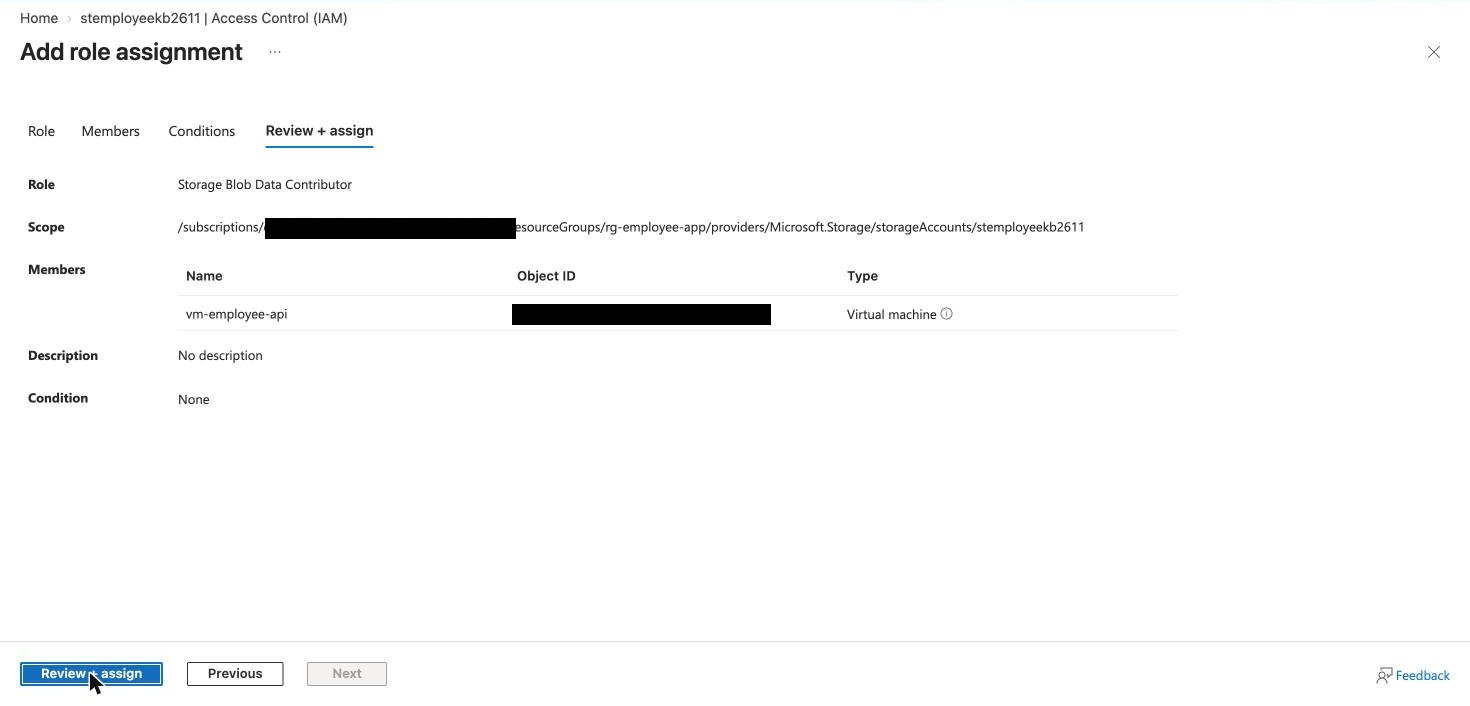 Home › stemployeekb2611 | Access Control (IAM)
Add role assignment ...
Role Members Conditions Review + assign
Role Storage Blob Data Contributor
Scope /subscriptions/ esourceGroups/rg-employee-app/providers/Microsoft.Storage/storageAccounts/stemployeekb2611
Members
Name Object ID Type
vm-employee-api Virtual machine
Description No description
Condition None
Review + assign Previous Next
Feedback